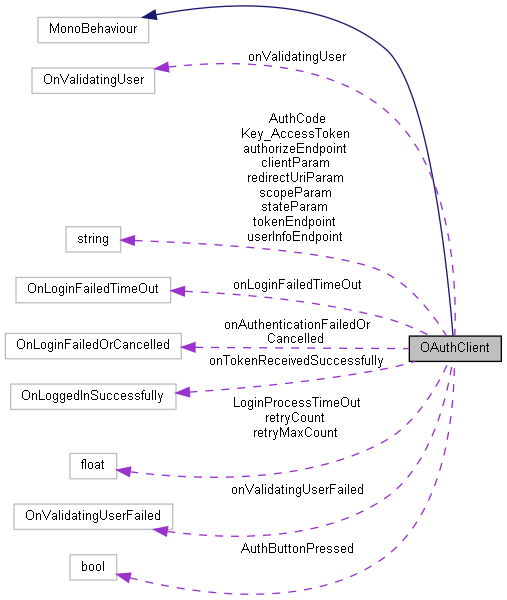 MonoBehaviour
onValidatingUser
OnValidatingUser
AuthCode
Key_AccessToken
authorizeEndpoint
clientParam
redirectUriParam
scopeParam
stateParam
tokenEndpoint
userInfoEndpoint
string
onLoginFailedTimeOut
OnLoginFailedTimeOut
onAuthenticationFailedOr
Cancelled
OnLoginFailedOrCancelled
OAuthClient
onTokenReceivedSuccessfully
OnLoggedInSuccessfully
LoginProcessTimeOut
retryCount
retryMaxCount
float
onValidatingUserFailed
OnValidatingUserFailed
AuthButtonPressed
bool